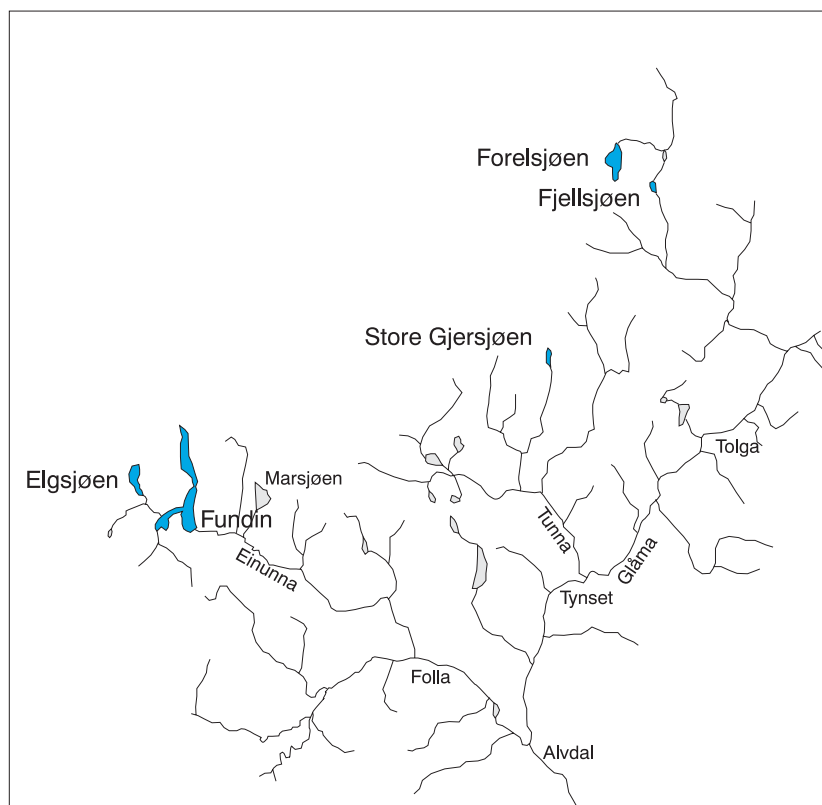 Forelsjøen
Fjellsjøen
Store Gjersjøen
Tolga
Elgsjøen
Marsjøen
Fundin
Tunna
Glåma
Einunna
Tynset
Folla
Alvdal